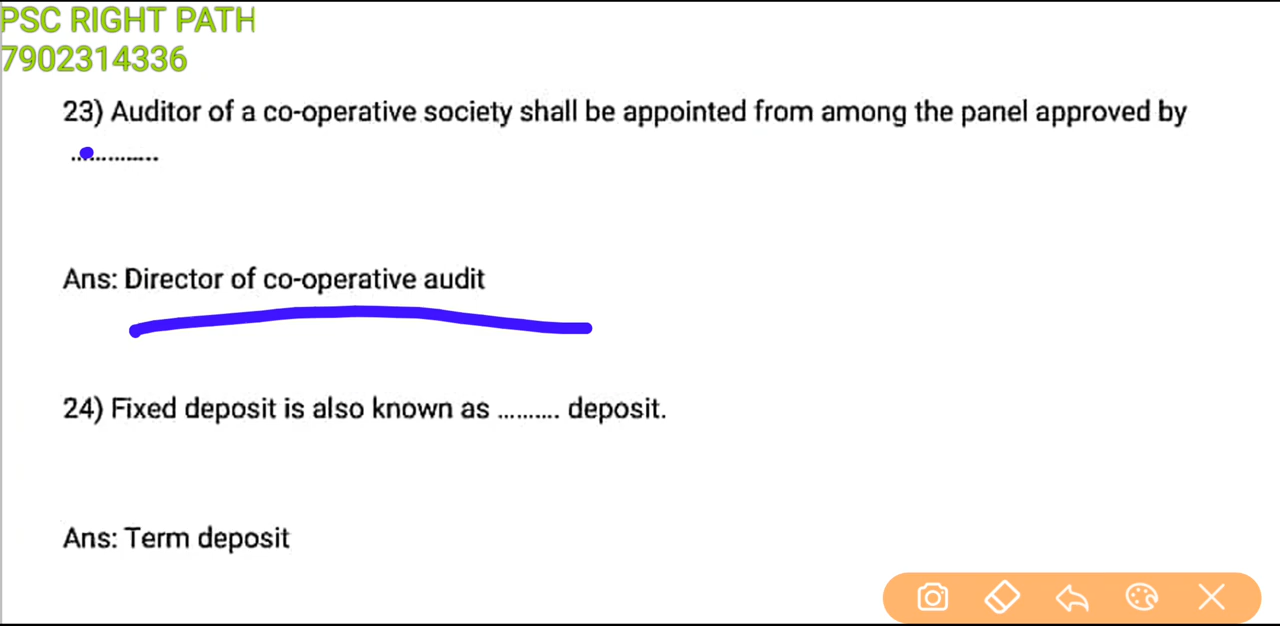 PSC RIGHT PATH
7902314336
23) Auditor of a co-operative society shall be appointed from among the panel approved by
..............
Ans: Director of co-operative audit
24) Fixed deposit is also known as .......... deposit.
Ans: Term deposit